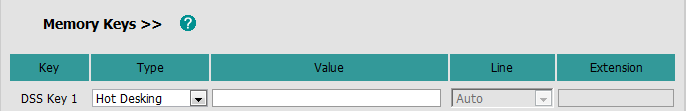 Memory Keys >> ?
Key Type Value Line Extension
DSS Key 1 Hot Desking Auto